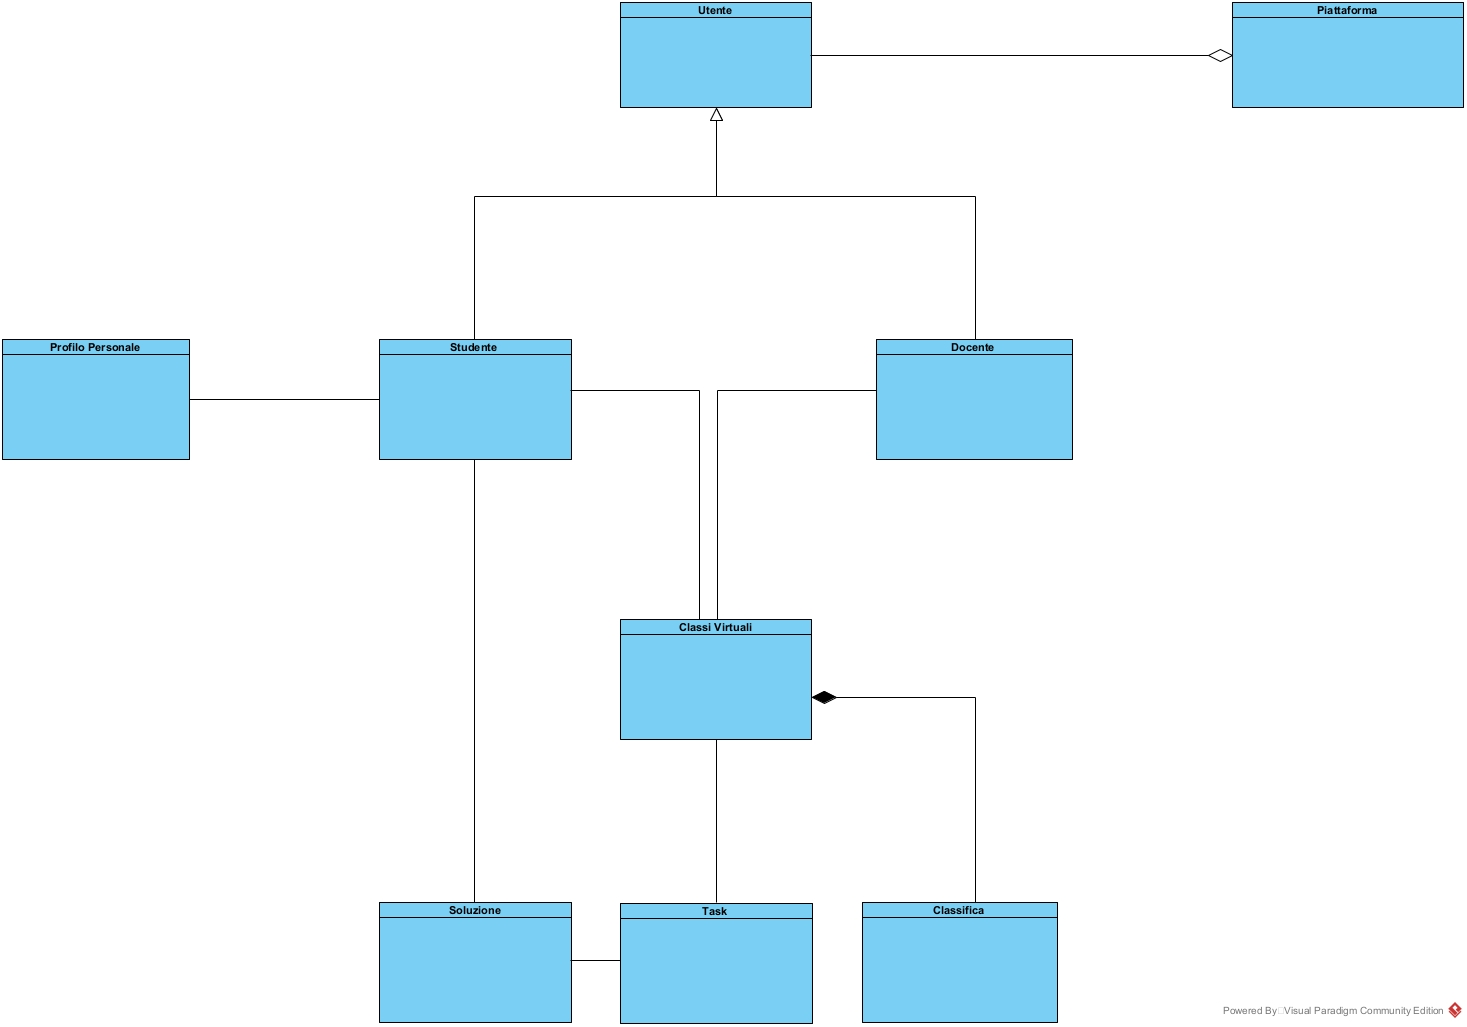 Utente
Piattaforma
Profilo Personale
Studente
Docente
Classi Virtuali
Soluzione
Task
Classifica
Powered By Visual Paradigm Community Edition